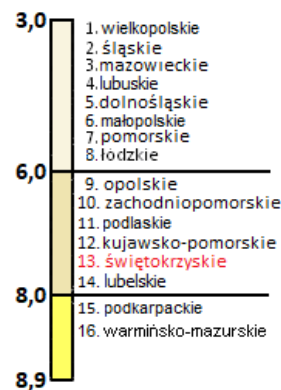 3,0
1. wielkopolskie
2. śląskie
3. mazowieckie
4. lubuskie
5. dolnośląskie
6. małopolskie
7. pomorskie
8. łódzkie
6,0
9. opolskie
10. zachodniopomorskie
11. podlaskie
12. kujawsko-pomorskie
13. świętokrzyskie
14. lubelskie
8,0
15. podkarpackie
16. warmińsko-mazurskie
8,9